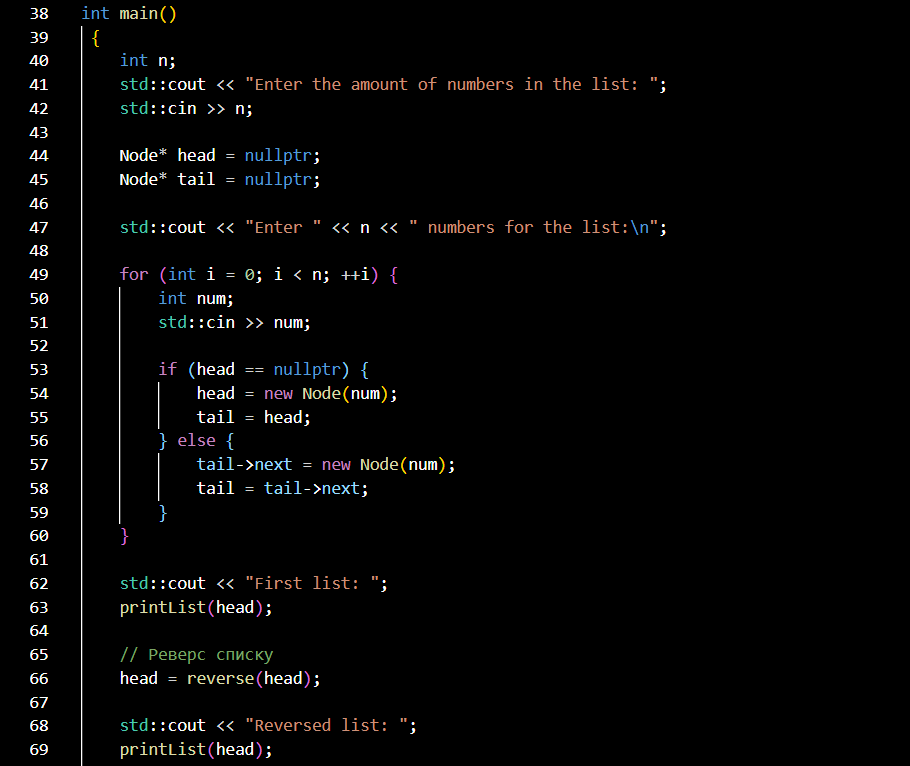 38 int main()
39 {
40 int n;
41 std::cout << "Enter the amount of numbers in the list: ";
42 std::cin >> n;
43
44 Node* head = nullptr;
45 Node* tail = nullptr;
46
47 std::cout << "Enter " << n << " numbers for the list:\n";
48
49 for (int i = 0; i < n; ++i) {
50 int num;
51 std::cin >> num;
52
53 if (head == nullptr) {
54 head = new Node(num);
55 tail = head;
56 } else {
57 tail->next = new Node(num);
58 tail = tail->next;
59 }
60 }
61
62 std::cout << "First list: ";
63 printList(head);
64
65 // Реверс списку
66 head = reverse(head);
67
68 std::cout << "Reversed list: ";
69 printList(head);